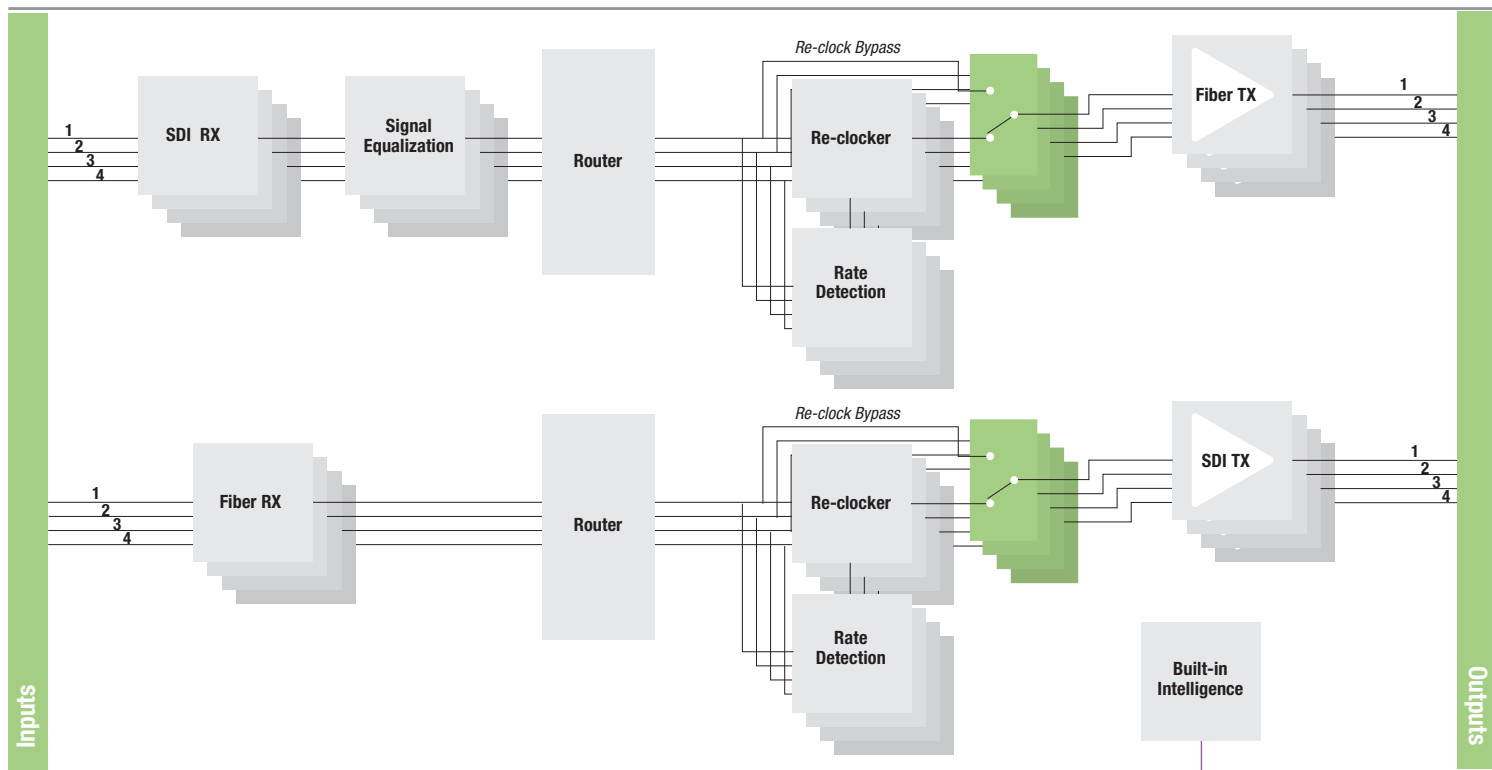 Inputs
1
2
3
4
SDI RX
Signal
Equalization
Router
Re-clock Bypass
Re-clocker
Rate
Detection
Fiber TX
1
2
3
4
1
2
3
4
Fiber RX
Router
Re-clock Bypass
Re-clocker
Rate
Detection
SDI TX
1
2
3
4
Built-in
Intelligence
Outputs